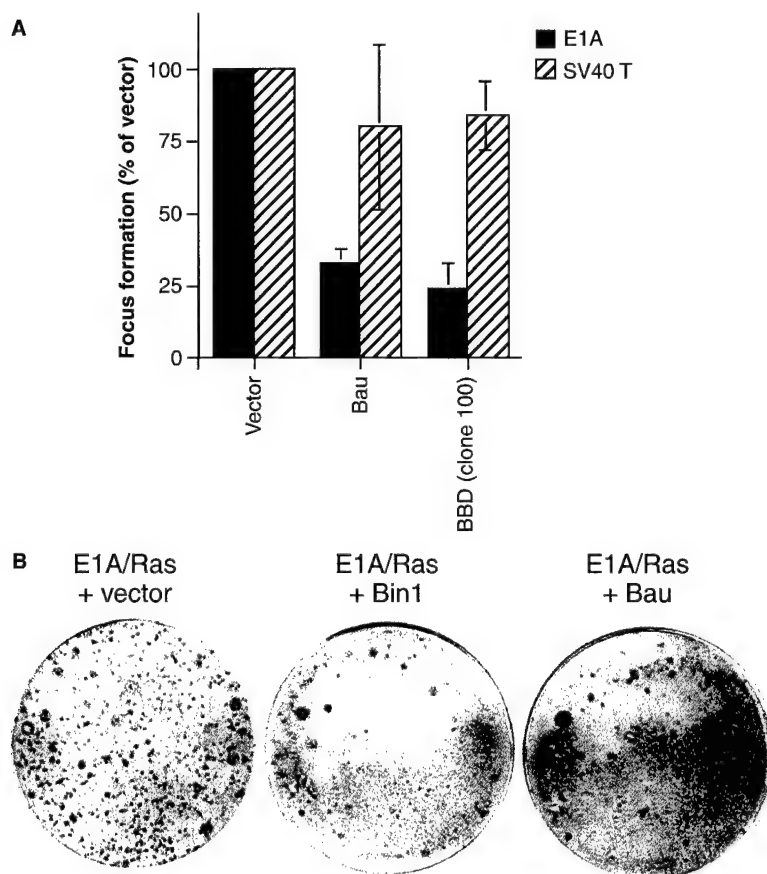 A
Focus formation (% of vector)
100
75
50
25
0
E1A
SV40 T
Vector
Bau
BBD (clone 100)
B
E1A/Ras
+ vector
E1A/Ras
+ Bin1
E1A/Ras
+ Bau